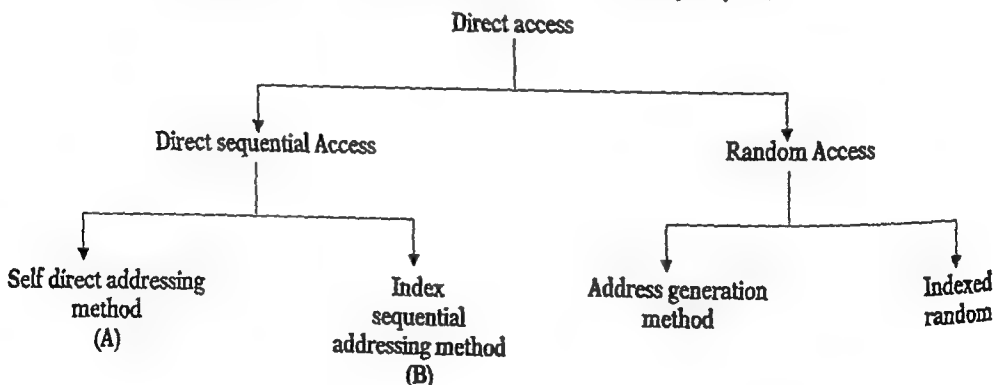 Direct access
Direct sequential Access
Random Access
Self direct addressing
method
(A)
Index
sequential
addressing method
(B)
Address generation
method
Indexed
random